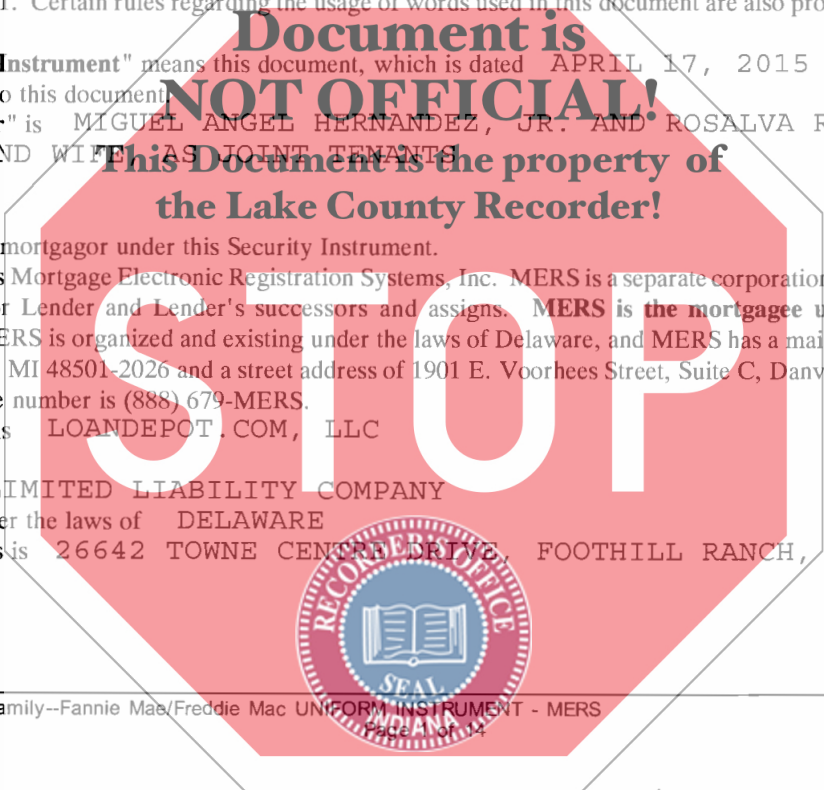 1. Certain rules regarding the usage of words used in this document are also pro
Document is
Instrument" means this document, which is dated APRIL 17, 2015
o this document.
NOT OFFICIAL!
" is MIGUEL ANGEL HERNANDEZ, JR. AND ROSALVA R
ND WIFE, AS JOINT TENANTS
This Document is the property of
the Lake County Recorder!
mortgagor under this Security Instrument.
s Mortgage Electronic Registration Systems, Inc. MERS is a separate corporation
r Lender and Lender's successors and assigns. MERS is the mortgagee u
ERS is organized and existing under the laws of Delaware, and MERS has a mai
MI 48501-2026 and a street address of 1901 E. Voorhees Street, Suite C, Danv
e number is (888) 679-MERS.
STOP
s LOANDEPOT.COM, LLC
LIMITED LIABILITY COMPANY
er the laws of DELAWARE
s is 26642 TOWNE CENTRE DRIVE, FOOTHILL RANCH,
RECORDER'S OFFICE
SEAL
INDIANA
amily--Fannie Mae/Freddie Mac UNIFORM INSTRUMENT - MERS
Page 1 of 14